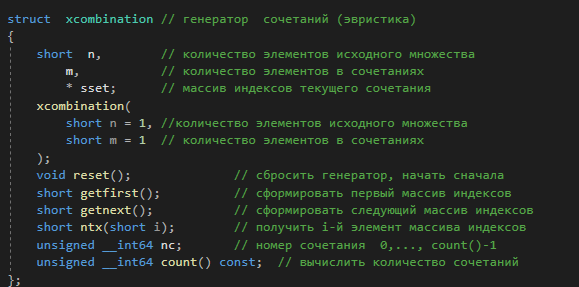 struct  xcombination // генератор  сочетаний (эвристика)
{
    short  n,        // количество элементов исходного множества
           m,        // количество элементов в сочетаниях
           * sset;   // массив индексов текущего сочетания
    xcombination(
        short n = 1, //количество элементов исходного множества
        short m = 1  // количество элементов в сочетаниях
    );
    void reset();              // сбросить генератор, начать сначала
    short getfirst();          // сформировать первый массив индексов
    short getnext();           // сформировать следующий массив индексов
    short ntx(short i);        // получить i-й элемент массива индексов
    unsigned __int64 nc;       // номер сочетания  0,..., count()-1
    unsigned __int64 count() const;  // вычислить количество сочетаний
};